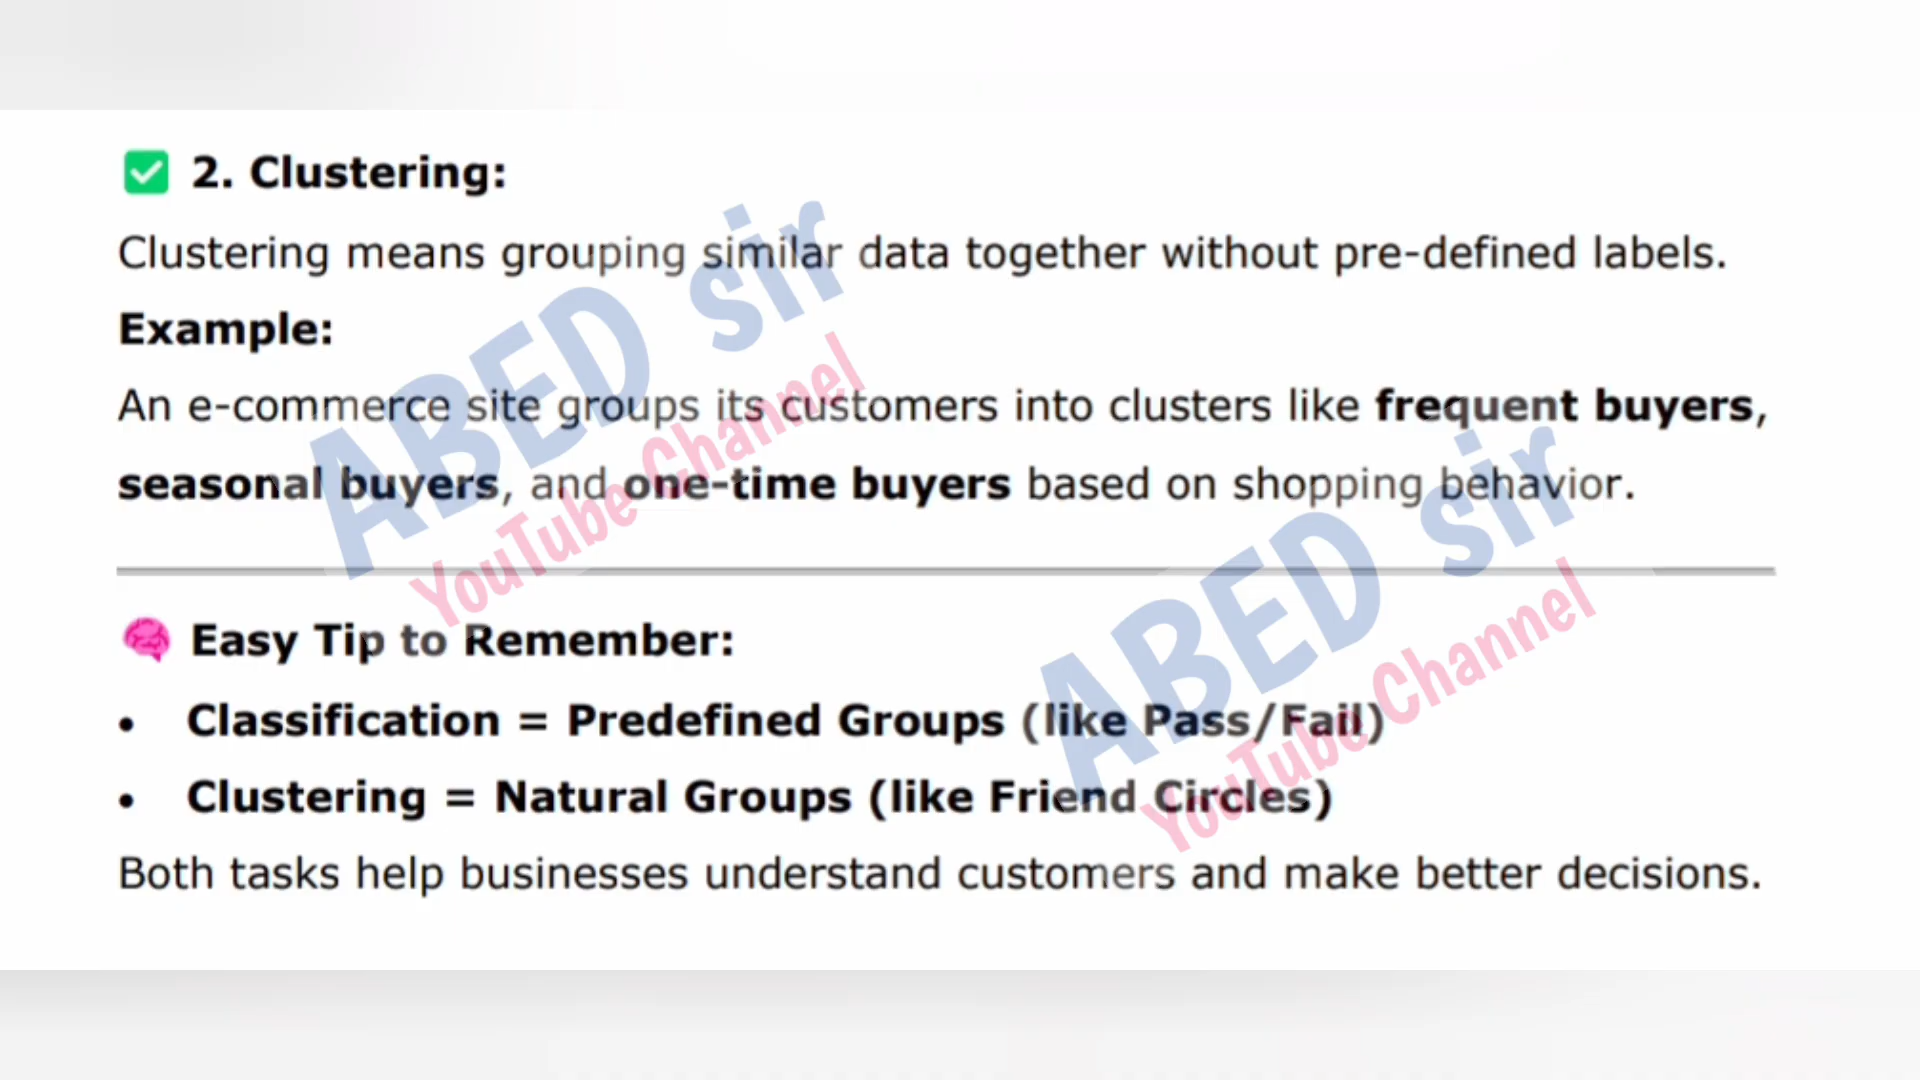 ✅ 2. Clustering:
Clustering means grouping similar data together without pre-defined labels.
Example:
An e-commerce site groups its customers into clusters like frequent buyers,
seasonal buyers, and one-time buyers based on shopping behavior.
🧠 Easy Tip to Remember:
• Classification = Predefined Groups (like Pass/Fail)
• Clustering = Natural Groups (like Friend Circles)
Both tasks help businesses understand customers and make better decisions.
ABED sir
YouTube Channel
ABED sir
YouTube Channel